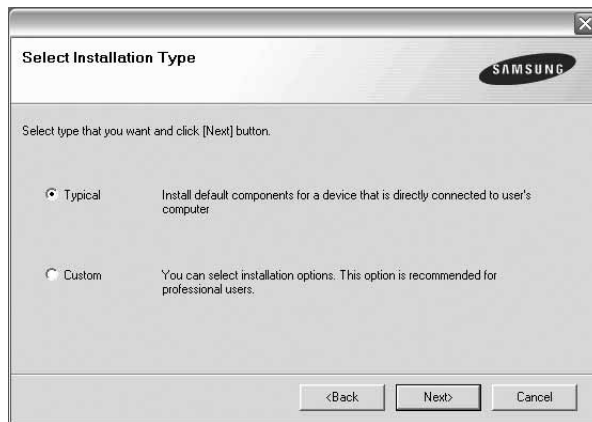 Select Installation Type
SAMSUNG
Select type that you want and click [Next] button.
Typical
Install default components for a device that is directly connected to user's
computer
Custom
You can select installation options. This option is recommended for
professional users.
<Back
Next>
Cancel